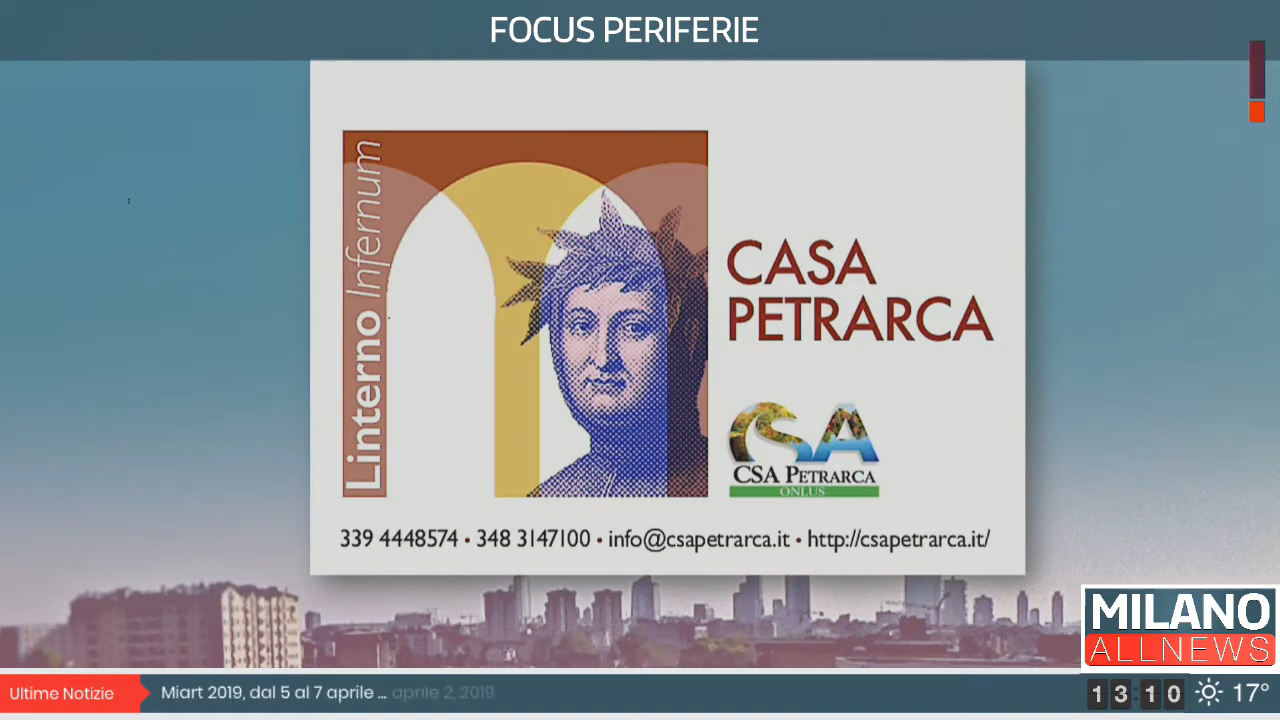 FOCUS PERIFERIE
Linterno Infernum
CASA
PETRARCA
CSA
CSA PETRARCA
ONLUS
339 4448574 • 348 3147100 • info@csapetrarca.it • http://csapetrarca.it/
MILANO
ALLNEWS
Ultime Notizie
Miart 2019, dal 5 al 7 aprile ... aprile 2, 2019
13:10 17°